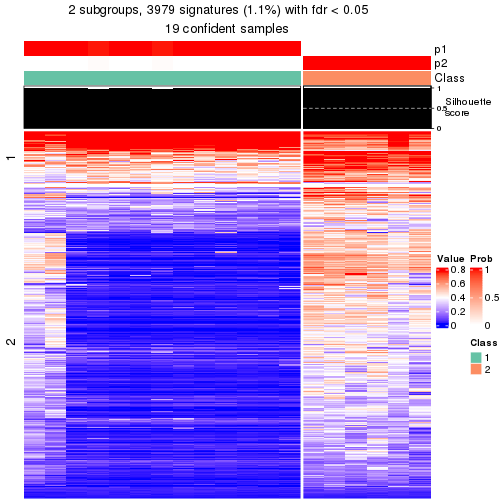 2 subgroups, 3979 signatures (1.1%) with fdr < 0.05
19 confident samples
p1
p2
Class
1
0.5
0
Silhouette
score
1
2
Value
0.8
0.6
0.4
0.2
0
Prob
1
0.5
0
Class
1
2